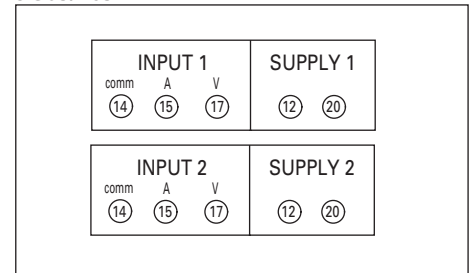 INPUT 1 SUPPLY 1
comm A V
14 15 17 12 20
INPUT 2 SUPPLY 2
comm A V
14 15 17 12 20